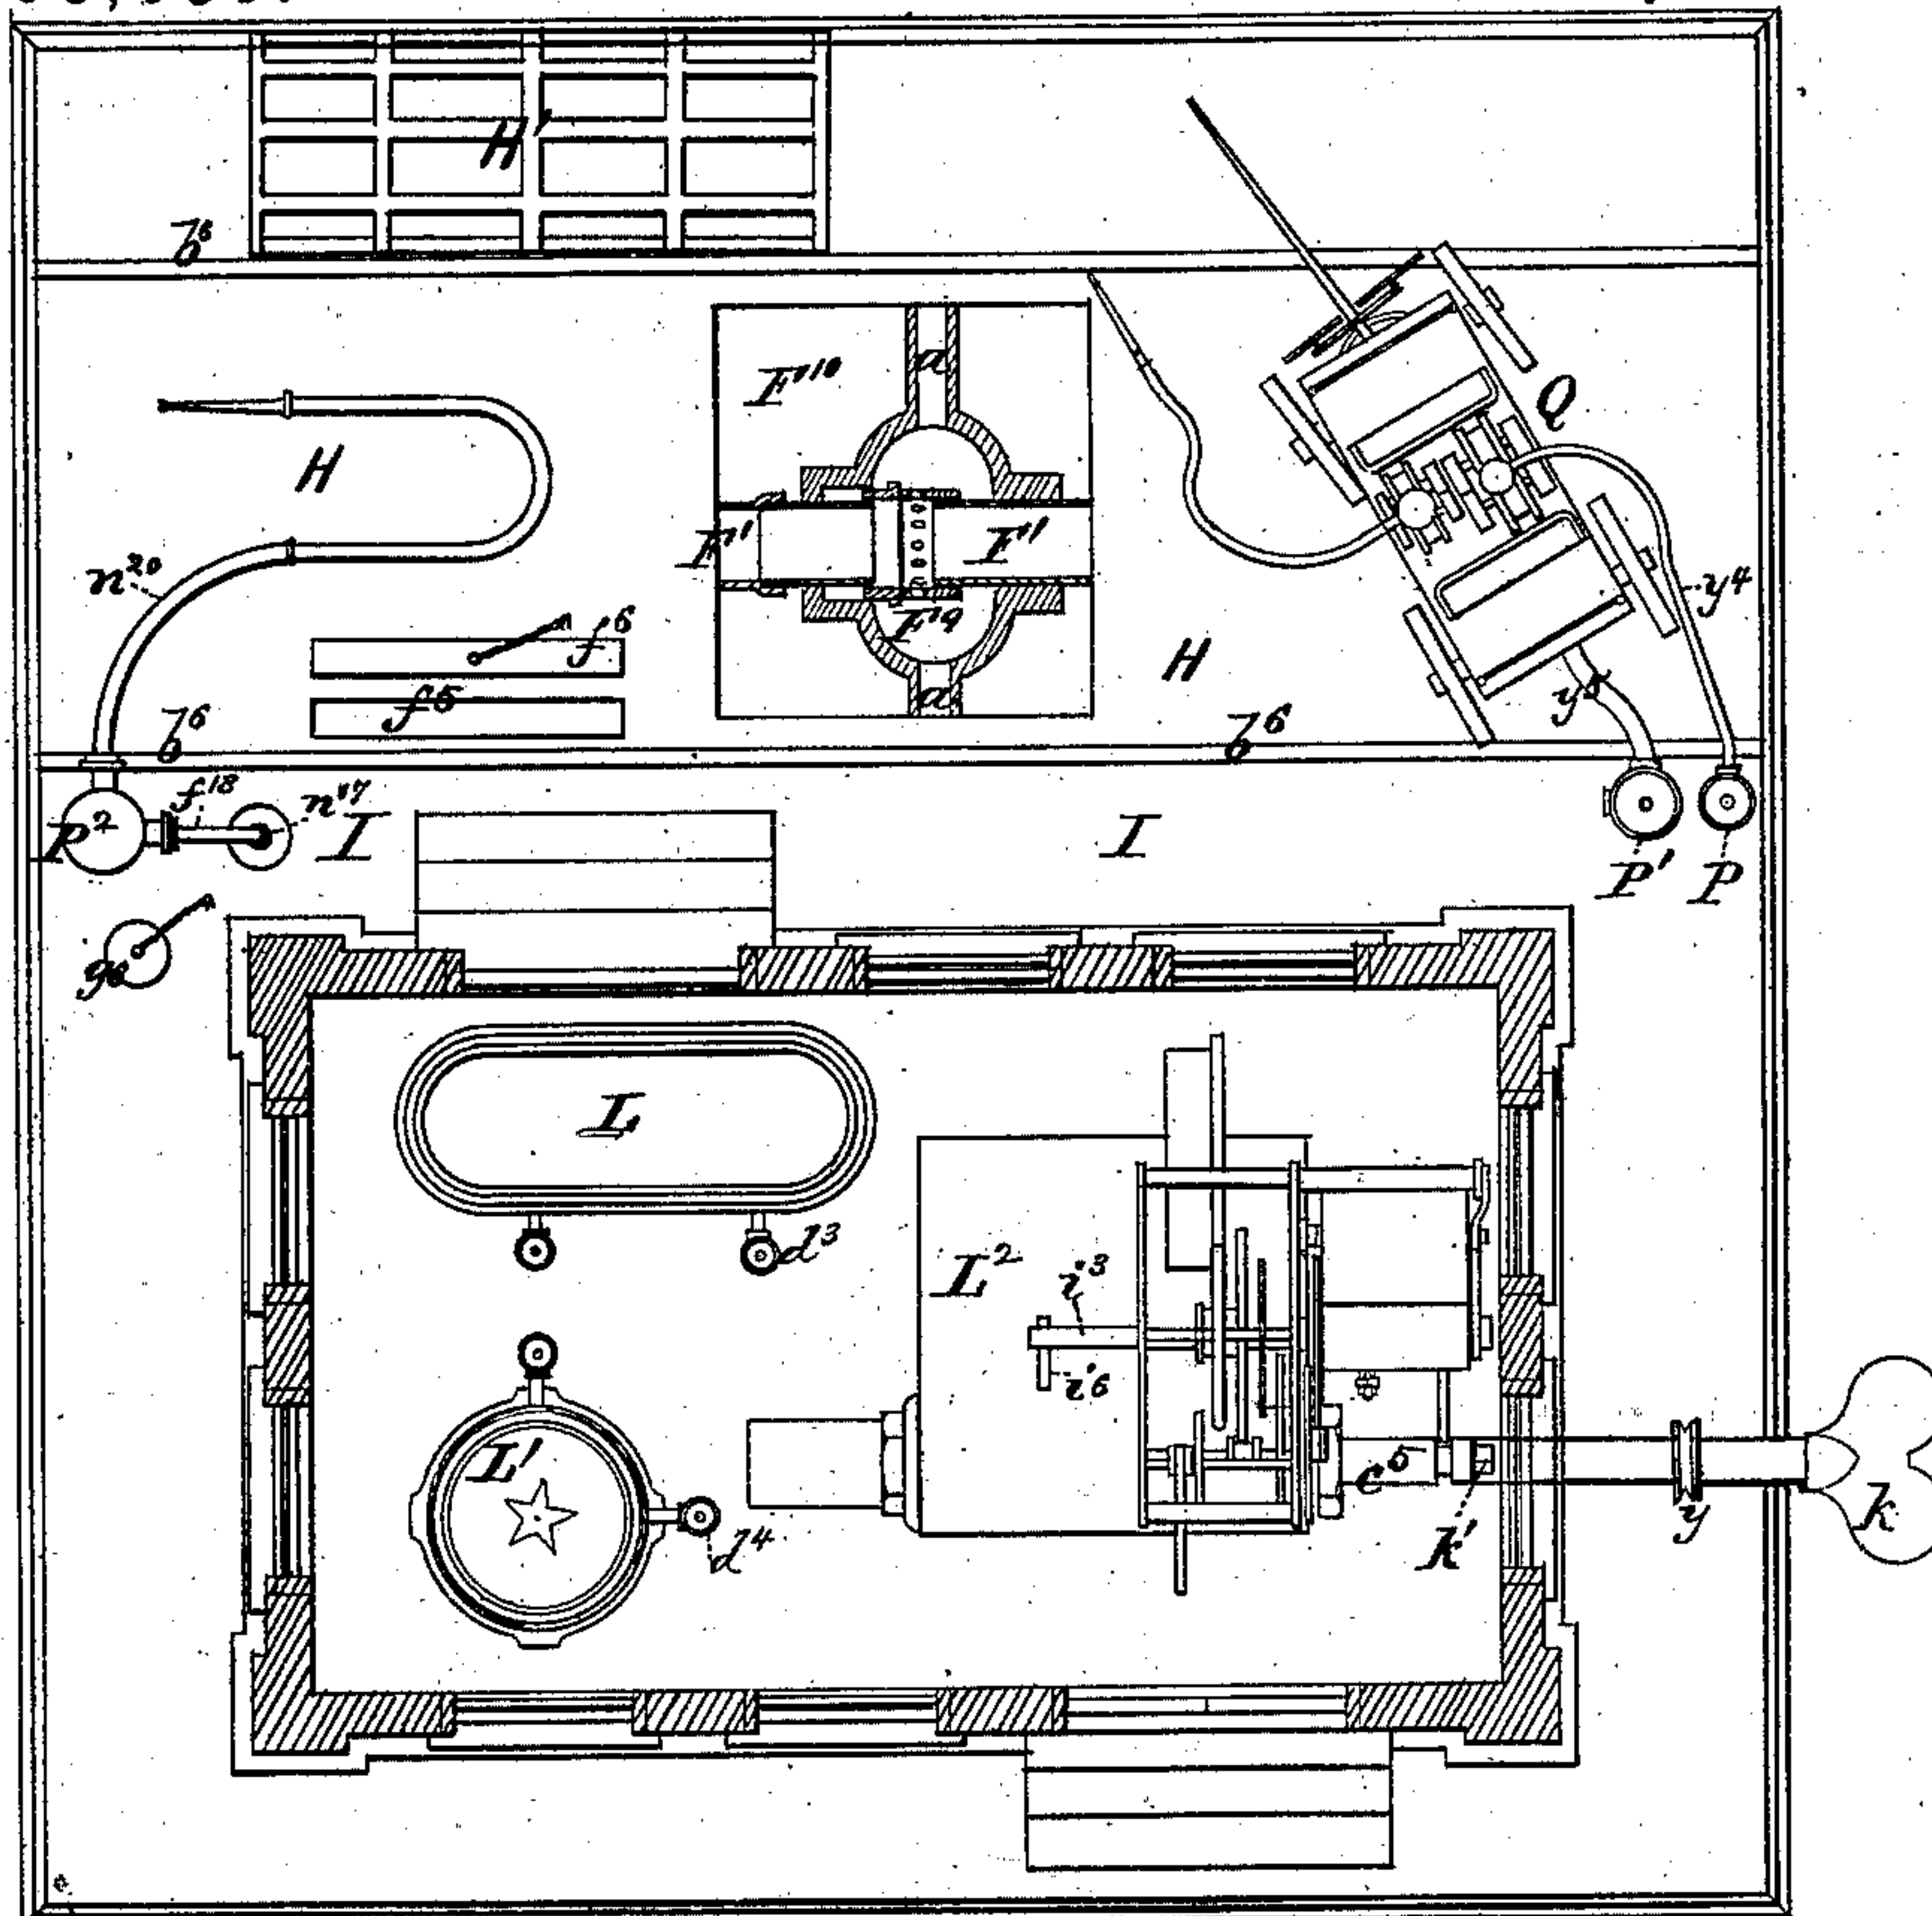 H'
b⁶
F¹⁰
a
Q
H
F'
F'
n²⁰
F⁹
y⁴
f⁶
H
f⁵
a
y⁵
b⁶
b⁶
f¹⁸
n¹⁷
P²
I
I
P'
P
g⁶
L
d³
L²
i³
i⁶
L'
c⁵
k'
y
k
d⁴